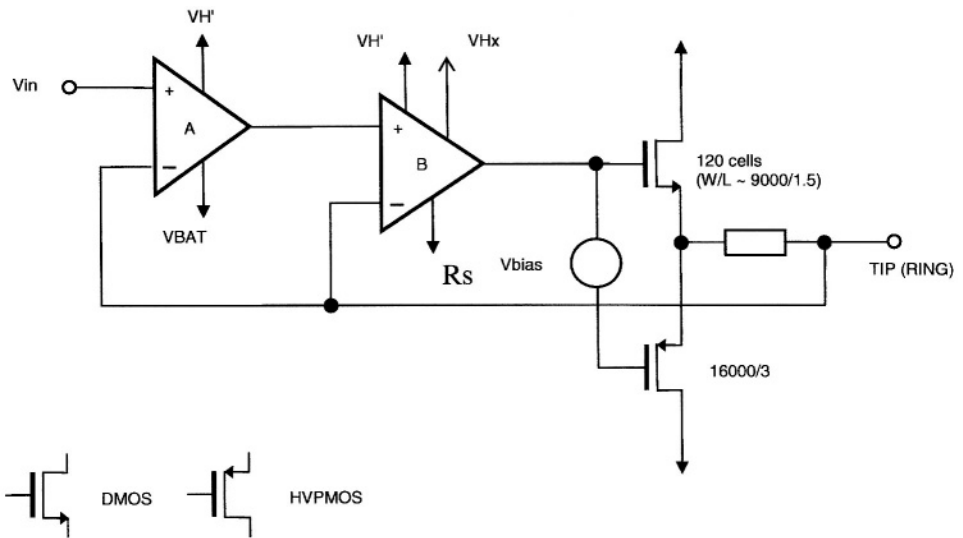 VH'
VH'
VHx
Vin
+
A
−
+
B
−
120 cells
(W/L ~ 9000/1.5)
VBAT
Rs
Vbias
TIP (RING)
16000/3
DMOS
HVPMOS